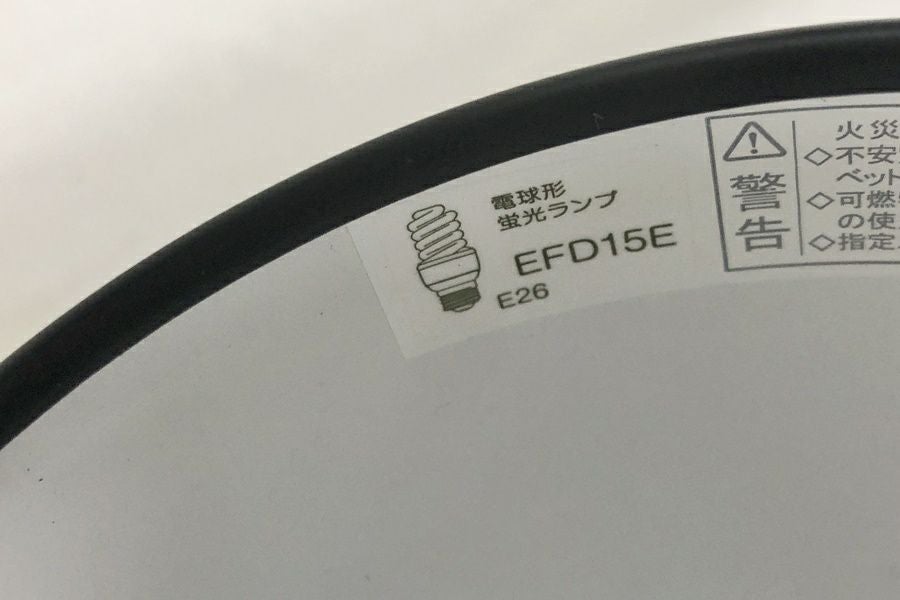 電球形
蛍光ランプ
EFD15E
E26
警告
火災
◇不安
ベット
◇可燃
の使
◇指定